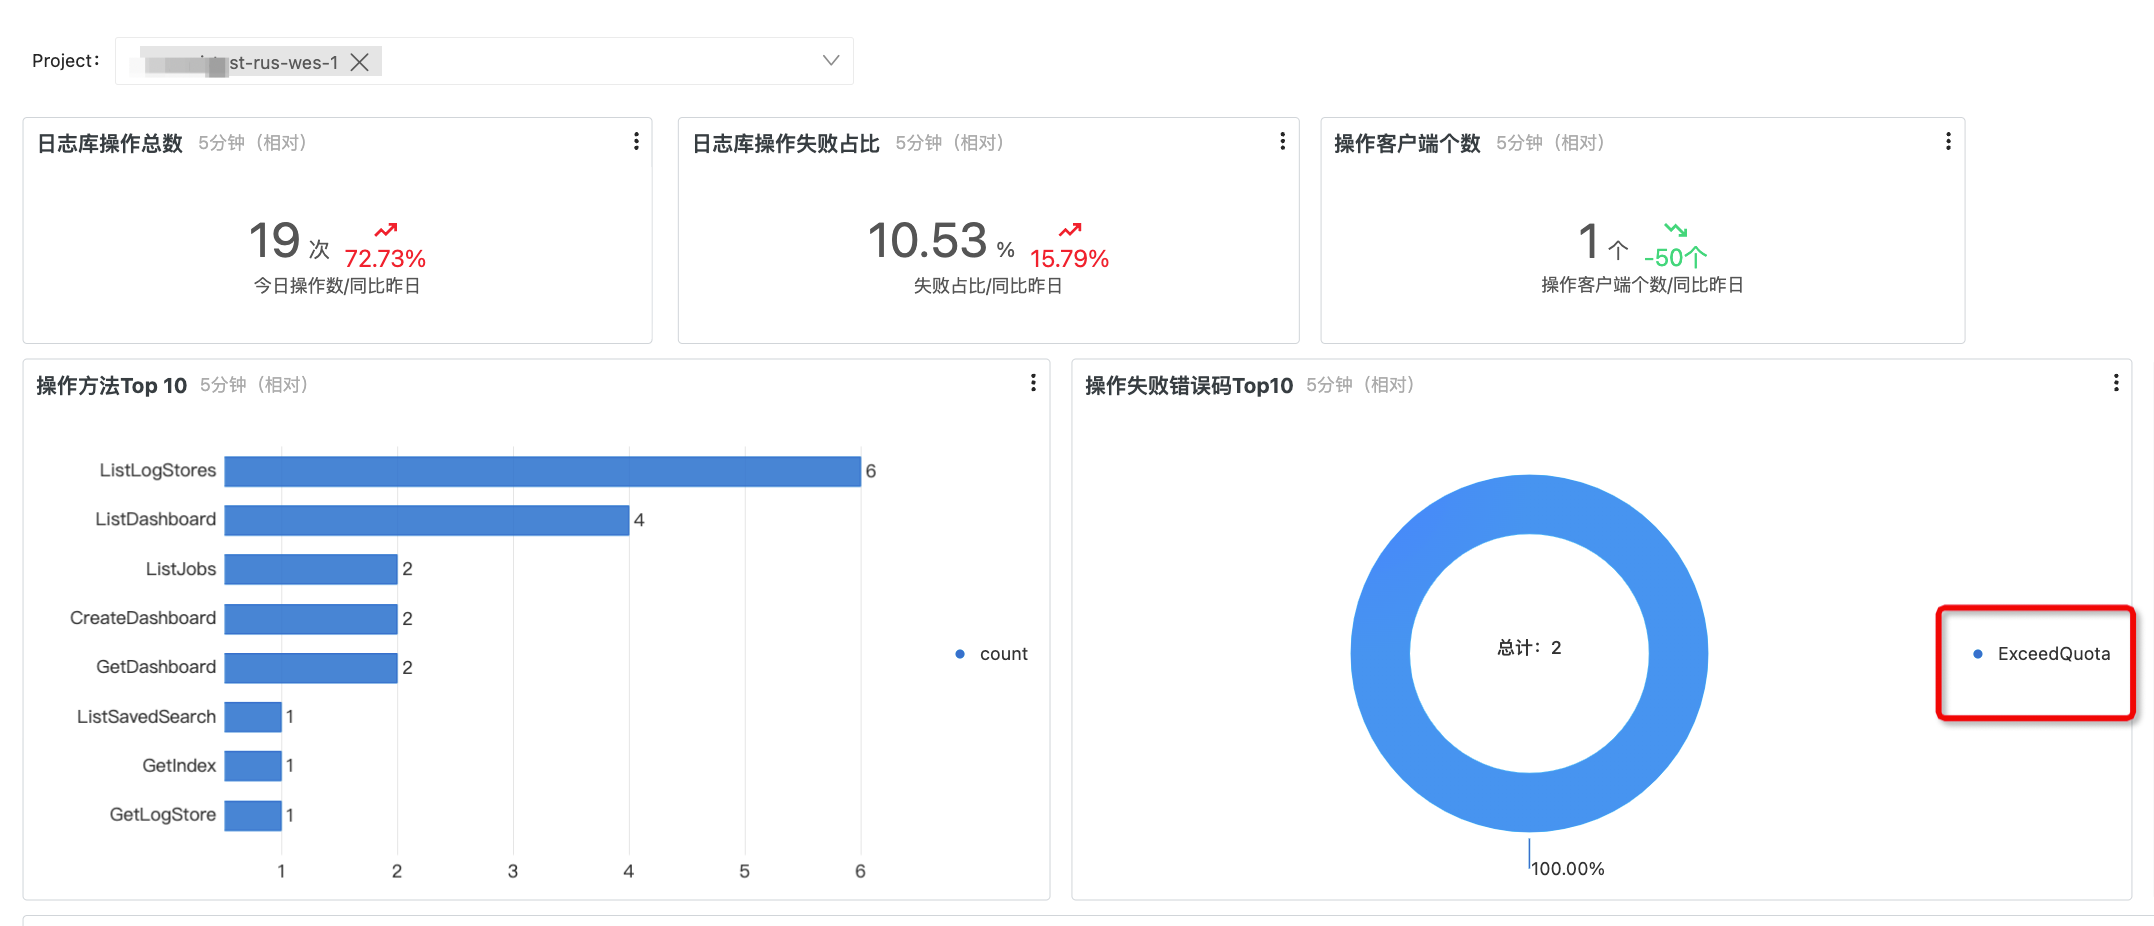 Project：
st-rus-wes-1
日志库操作总数 5分钟（相对）
19 次 72.73%
今日操作数/同比昨日
日志库操作失败占比 5分钟（相对）
10.53 % 15.79%
失败占比/同比昨日
操作客户端个数 5分钟（相对）
1 个 -50个
操作客户端个数/同比昨日
操作方法Top 10 5分钟（相对）
ListLogStores 6
ListDashboard 4
ListJobs 2
CreateDashboard 2
GetDashboard 2
ListSavedSearch 1
GetIndex 1
GetLogStore 1
1 2 3 4 5 6
count
操作失败错误码Top10 5分钟（相对）
总计：2
100.00%
ExceedQuota